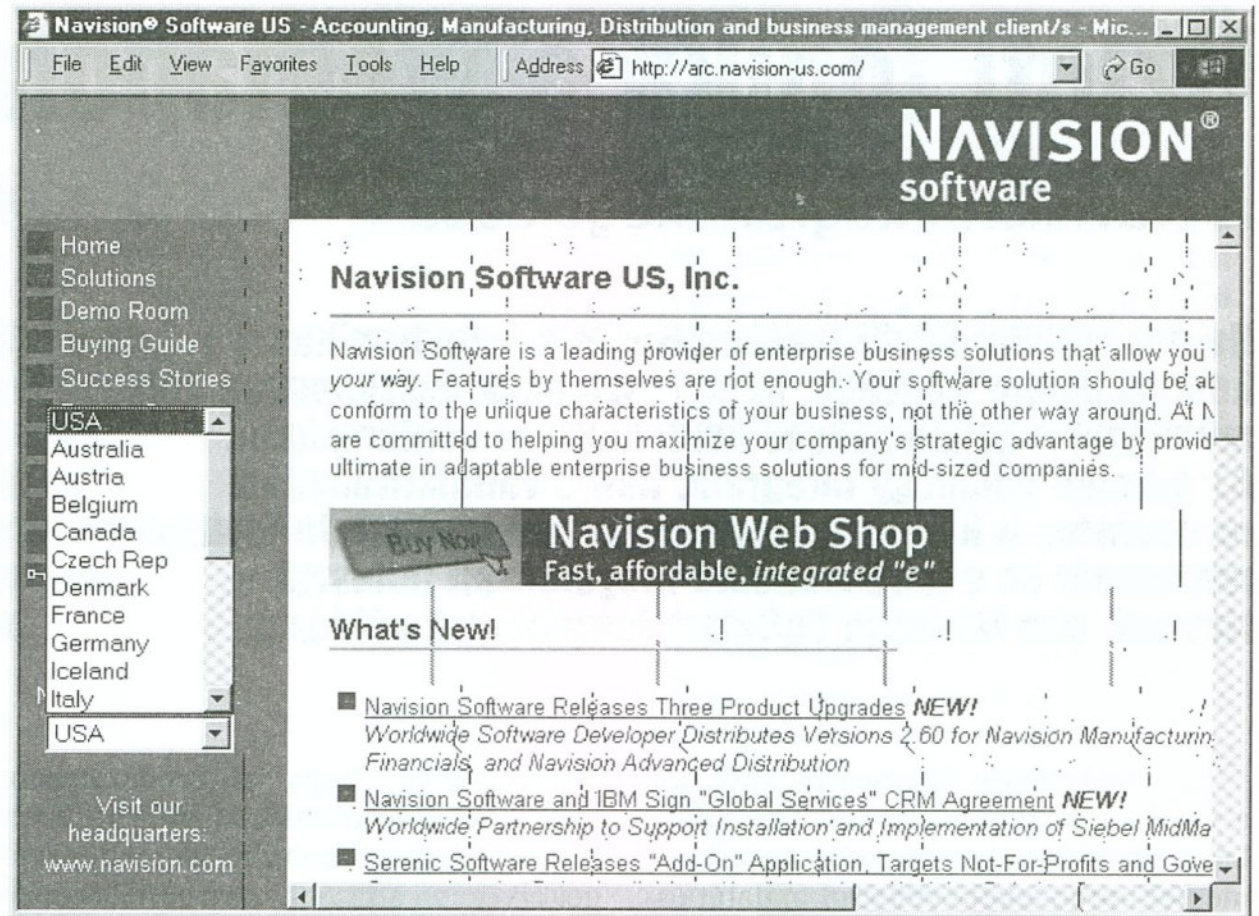 Navision® Software US - Accounting, Manufacturing, Distribution and business management client/s - Mic...
File Edit View Favorites Tools Help Address http://arc.navision-us.com/ Go
NAVISION®
software
Home
Solutions
Demo Room
Buying Guide
Success Stories
USA
Australia
Austria
Belgium
Canada
Czech Rep
Denmark
France
Germany
Iceland
Italy
USA
Visit our
headquarters:
www.navision.com
Navision Software US, Inc.
Navision Software is a leading provider of enterprise business solutions that allow you
your way. Features by themselves are not enough. Your software solution should be
conform to the unique characteristics of your business, not the other way around. At
are committed to helping you maximize your company's strategic advantage by
ultimate in adaptable enterprise business solutions for mid-sized companies.
BUY NOW
Navision Web Shop
Fast, affordable, integrated "e"
What's New!
Navision Software Releases Three Product Upgrades NEW!
Worldwide Software Developer Distributes Versions 2.60 for Navision
Financials, and Navision Advanced Distribution
Navision Software and IBM Sign "Global Services" CRM Agreement NEW!
Worldwide Partnership to Support Installation and Implementation of Siebel
Serenic Software Releases "Add-On" Application, Targets Not-For-Profits and